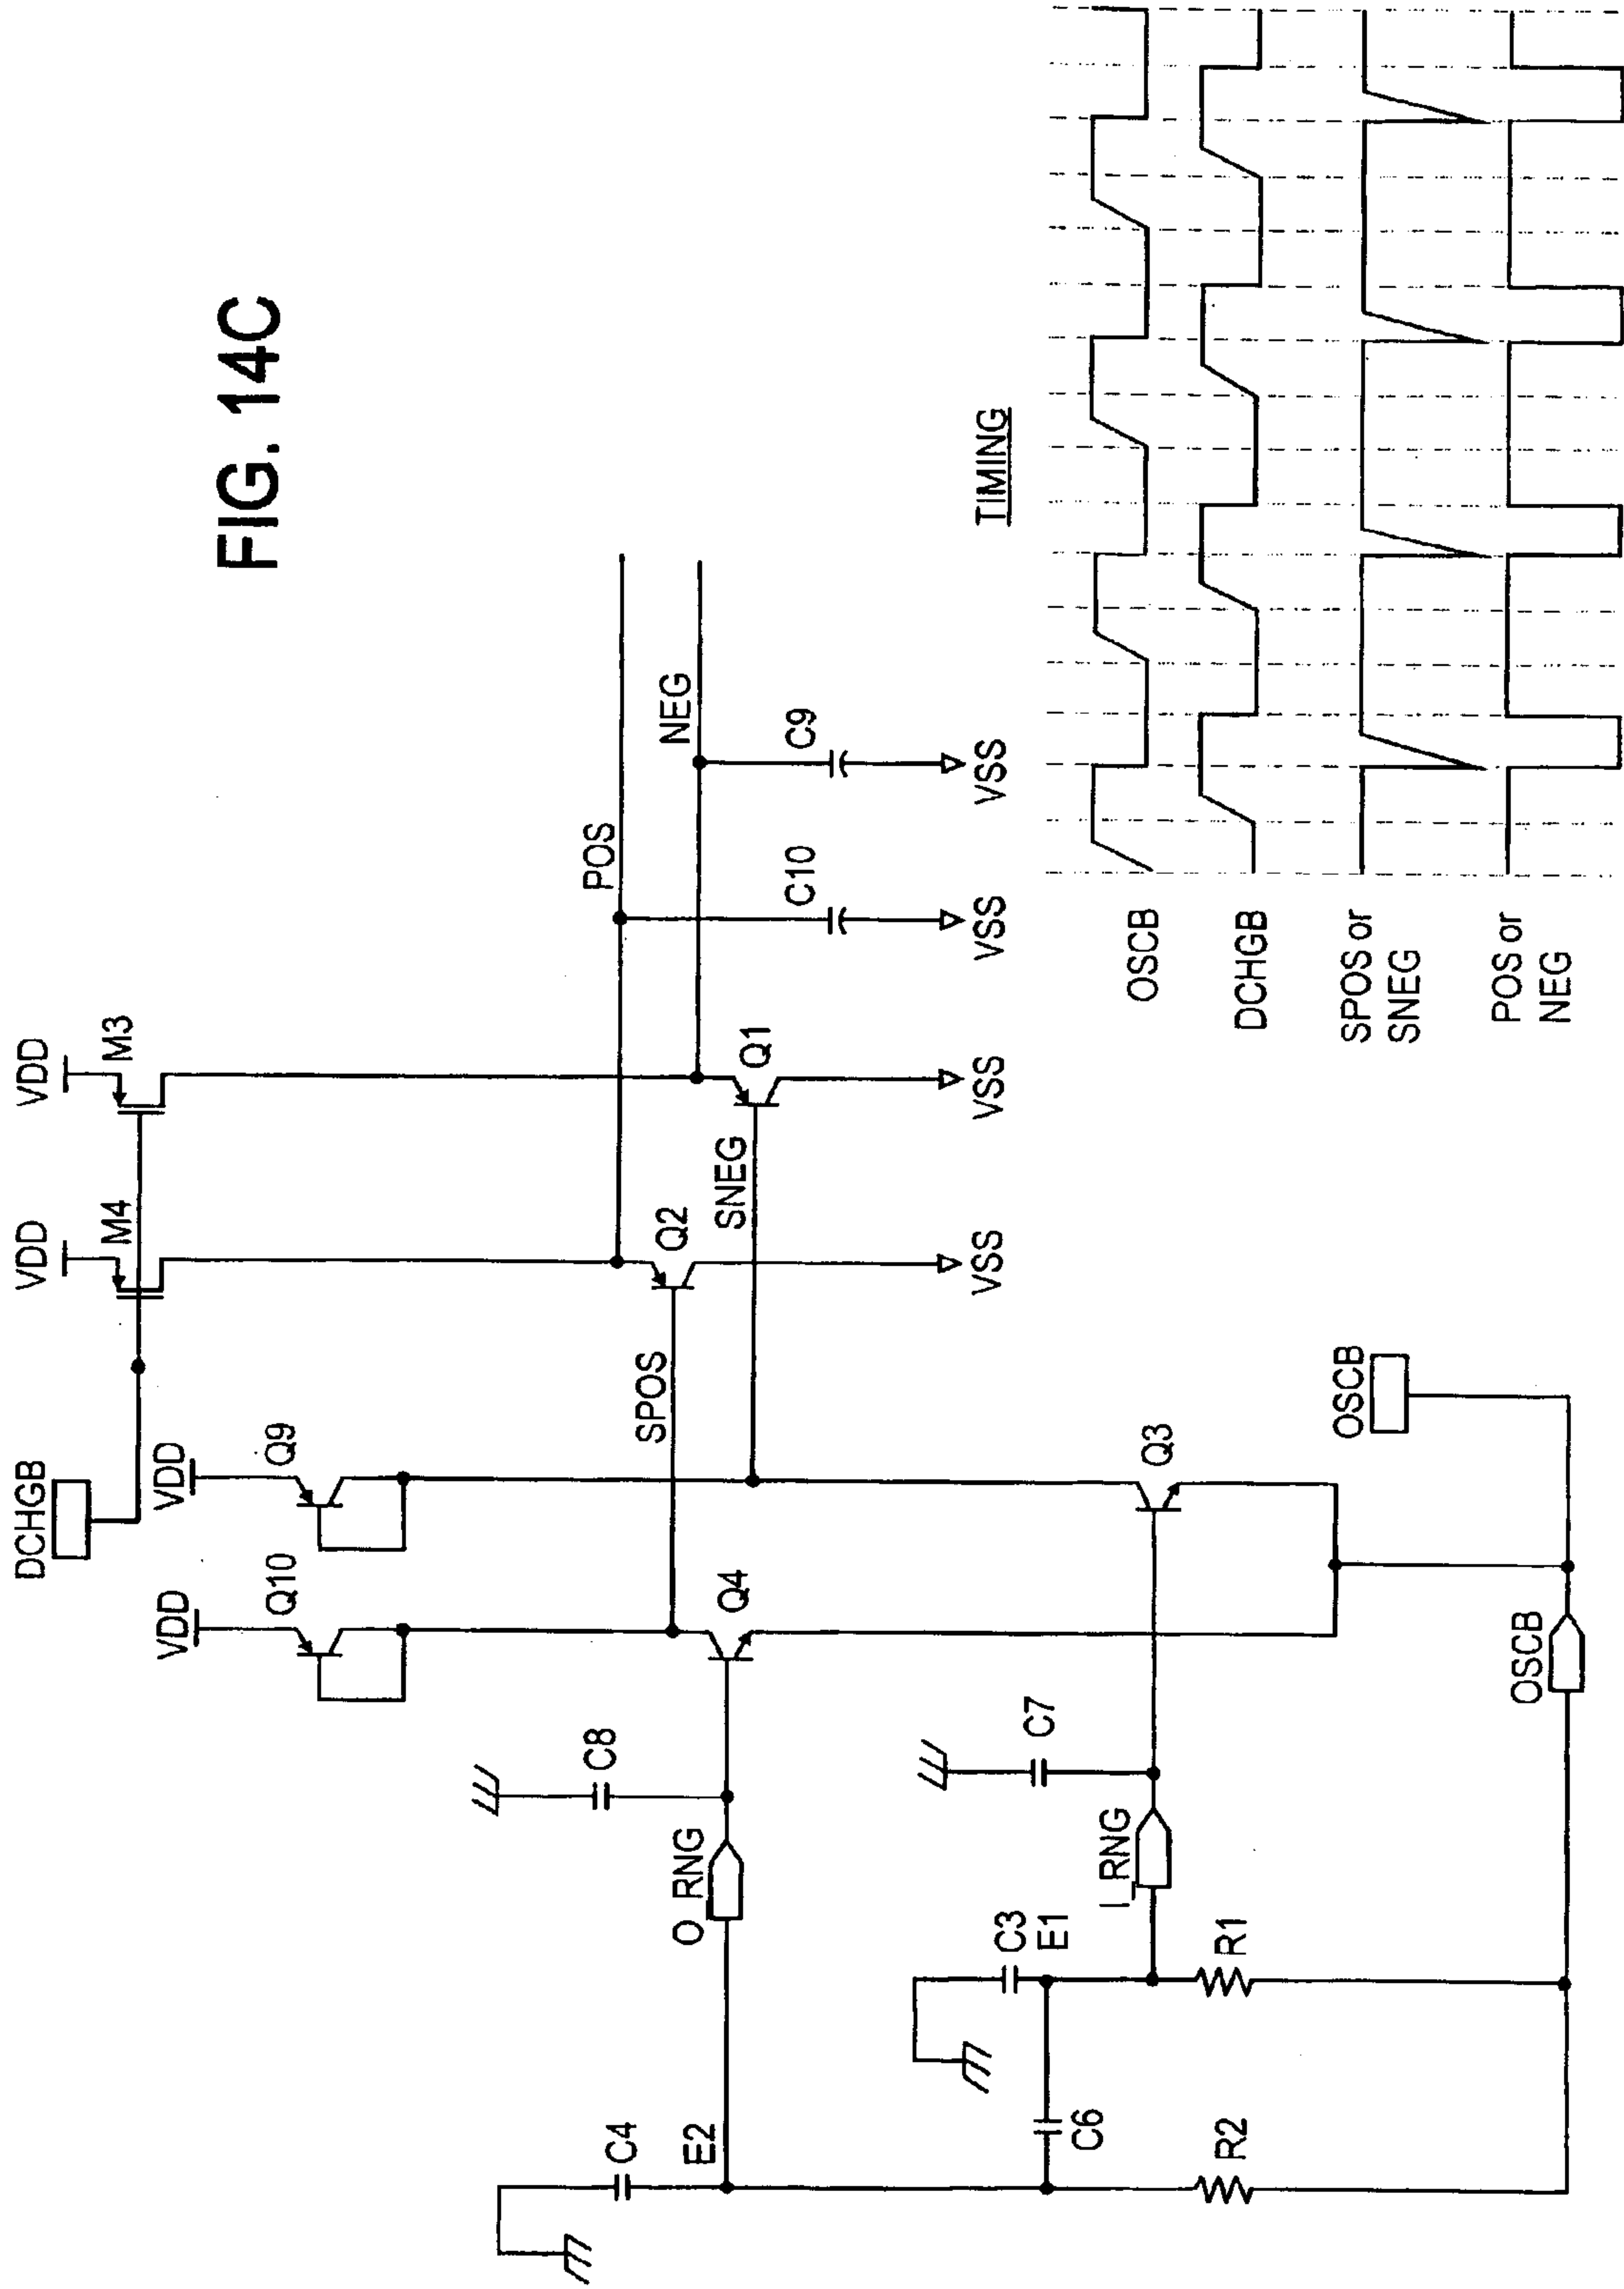 FIG. 14C
DCHGB
VDD
M4
VDD
M3
VDD
Q10
VDD
Q9
POS
NEG
SPOS
SNEG
Q2
Q1
C10
C9
VSS
VSS
VSS
VSS
C8
O_RNG
Q4
C4
E2
C7
I_RNG
Q3
C3
E1
C6
R1
R2
OSCB
OSCB
TIMING
OSCB
DCHGB
SPOS or
SNEG
POS or
NEG